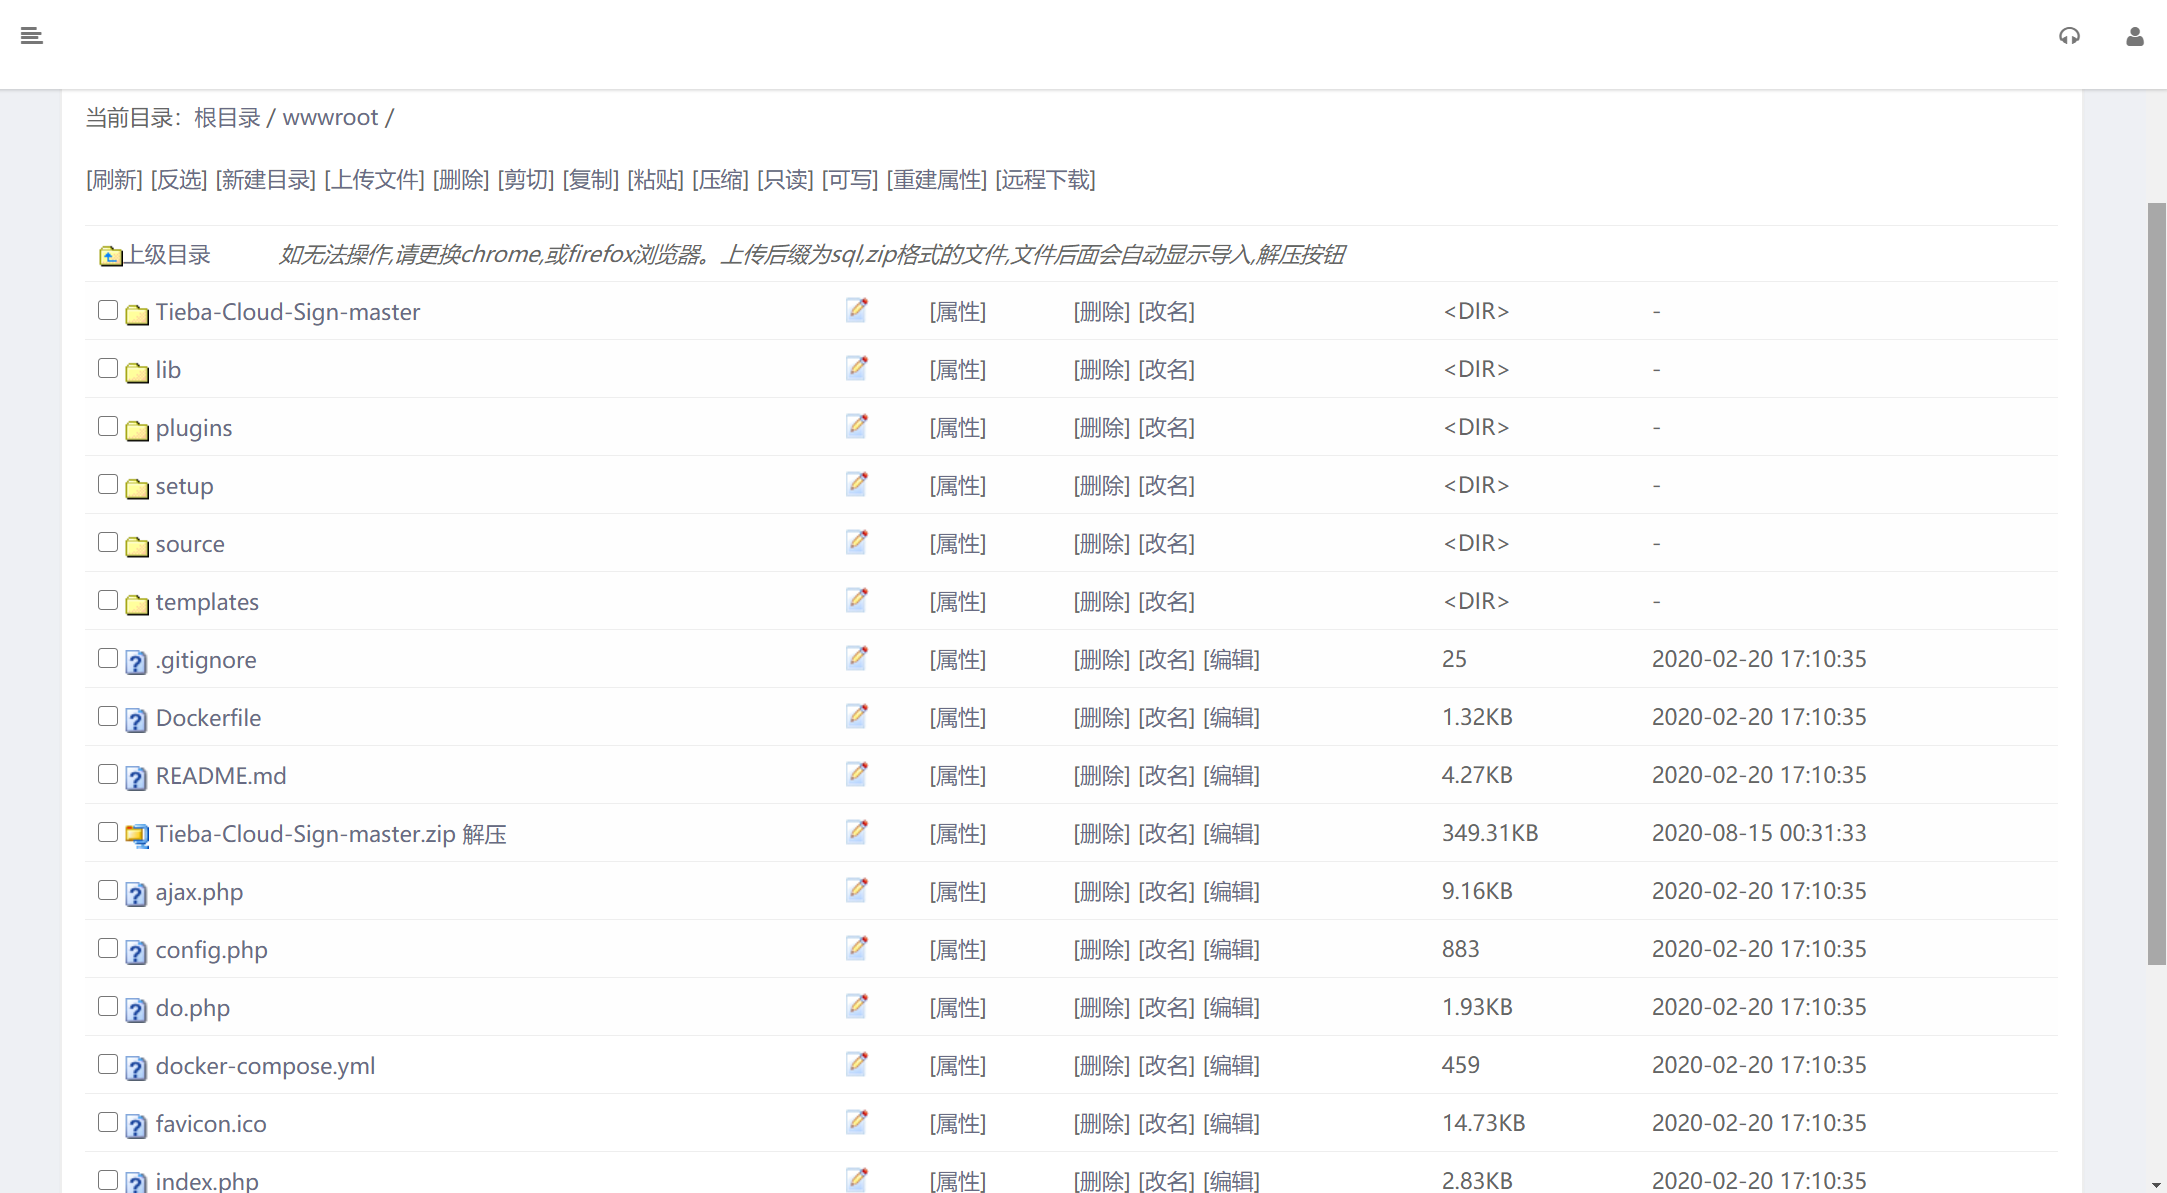 当前目录：根目录 / wwwroot /
[刷新] [反选] [新建目录] [上传文件] [删除] [剪切] [复制] [粘贴] [压缩] [只读] [可写] [重建属性] [远程下载]
上级目录 如无法操作,请更换chrome,或firefox浏览器。上传后缀为sql,zip格式的文件,文件后面会自动显示导入,解压按钮
Tieba-Cloud-Sign-master [属性] [删除] [改名] <DIR> -
lib [属性] [删除] [改名] <DIR> -
plugins [属性] [删除] [改名] <DIR> -
setup [属性] [删除] [改名] <DIR> -
source [属性] [删除] [改名] <DIR> -
templates [属性] [删除] [改名] <DIR> -
.gitignore [属性] [删除] [改名] [编辑] 25 2020-02-20 17:10:35
Dockerfile [属性] [删除] [改名] [编辑] 1.32KB 2020-02-20 17:10:35
README.md [属性] [删除] [改名] [编辑] 4.27KB 2020-02-20 17:10:35
Tieba-Cloud-Sign-master.zip 解压 [属性] [删除] [改名] [编辑] 349.31KB 2020-08-15 00:31:33
ajax.php [属性] [删除] [改名] [编辑] 9.16KB 2020-02-20 17:10:35
config.php [属性] [删除] [改名] [编辑] 883 2020-02-20 17:10:35
do.php [属性] [删除] [改名] [编辑] 1.93KB 2020-02-20 17:10:35
docker-compose.yml [属性] [删除] [改名] [编辑] 459 2020-02-20 17:10:35
favicon.ico [属性] [删除] [改名] [编辑] 14.73KB 2020-02-20 17:10:35
index.php [属性] [删除] [改名] [编辑] 2.83KB 2020-02-20 17:10:35